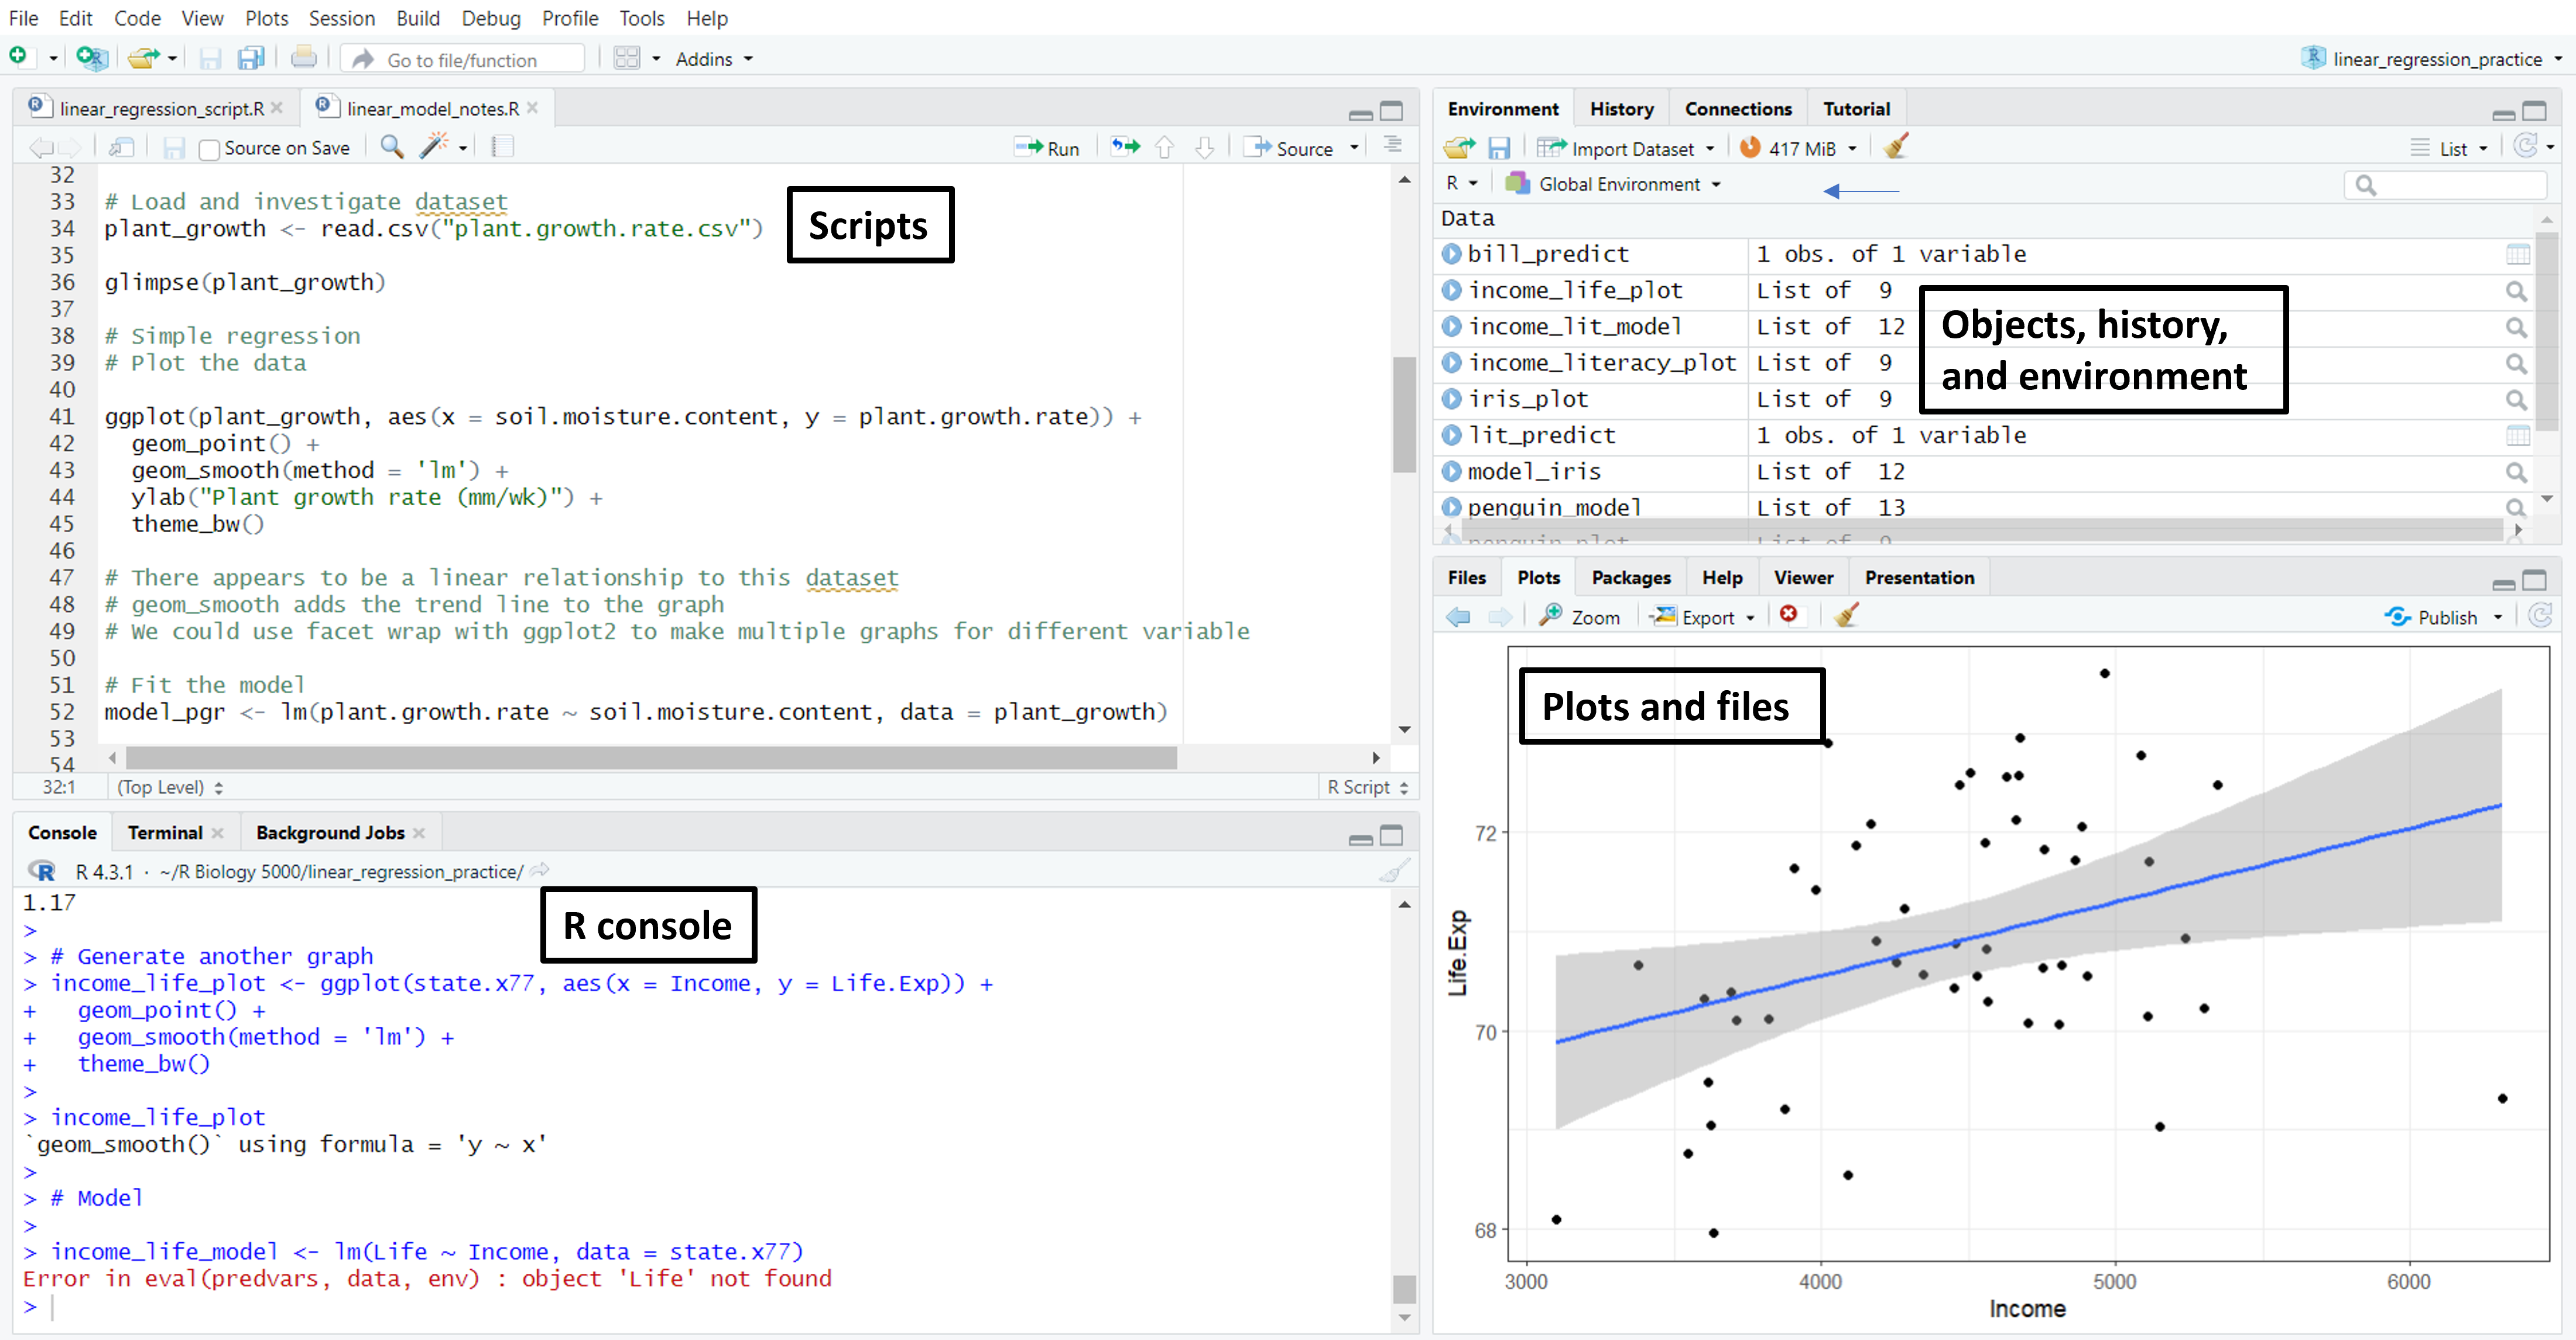 File Edit Code View Plots Session Build Debug Profile Tools Help
Go to file/function Addins linear_regression_practice
linear_regression_script.R linear_model_notes.R
Source on Save Run Source
32
33 # Load and investigate dataset
34 plant_growth <- read.csv("plant.growth.rate.csv")
35
36 glimpse(plant_growth)
37
38 # Simple regression
39 # Plot the data
40
41 ggplot(plant_growth, aes(x = soil.moisture.content, y = plant.growth.rate)) +
42 geom_point() +
43 geom_smooth(method = 'lm') +
44 ylab("Plant growth rate (mm/wk)") +
45 theme_bw()
46
47 # There appears to be a linear relationship to this dataset
48 # geom_smooth adds the trend line to the graph
49 # We could use facet wrap with ggplot2 to make multiple graphs for different variable
50
51 # Fit the model
52 model_pgr <- lm(plant.growth.rate ~ soil.moisture.content, data = plant_growth)
53
54
Scripts
32:1 (Top Level) R Script
Console Terminal Background Jobs
R 4.3.1 · ~/R Biology 5000/linear_regression_practice/
R console
1.17
>
> # Generate another graph
> income_life_plot <- ggplot(state.x77, aes(x = Income, y = Life.Exp)) +
+ geom_point() +
+ geom_smooth(method = 'lm') +
+ theme_bw()
>
> income_life_plot
`geom_smooth()` using formula = 'y ~ x'
>
> # Model
>
> income_life_model <- lm(Life ~ Income, data = state.x77)
Error in eval(predvars, data, env) : object 'Life' not found
>
Environment History Connections Tutorial
Import Dataset 417 MiB List
R Global Environment
Data
bill_predict 1 obs. of 1 variable
income_life_plot List of 9
income_lit_model List of 12
income_literacy_plot List of 9
iris_plot List of 9
lit_predict 1 obs. of 1 variable
model_iris List of 12
penguin_model List of 13
penguin_plot List of 9
Objects, history,
and environment
Files Plots Packages Help Viewer Presentation
Zoom Export Publish
Plots and files
72
70
68
Life.Exp
3000 4000 5000 6000
Income